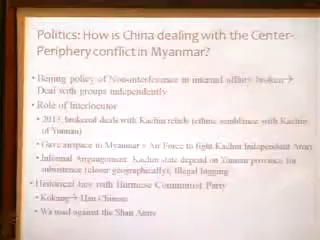 Politics: How is China dealing with the Center-
Periphery conflict in Myanmar?
Beijing policy of Non-interference in internal affairs broken→
Deal with groups independently
Role of Interlocutor
2013, brokered deals with Kachin rebels (ethnic semblance with Kachin
of Yunnan)
Gave airspace to Myanmar's Air Force to fight Kachin Independent Army
Informal Arrangement: Kachin state depend on Yunnan province for
subsistence (closer geographically), illegal logging
Historical ties with Burmese Communist Party
Kokang→ Han Chinese
Wa used against the Shan Army